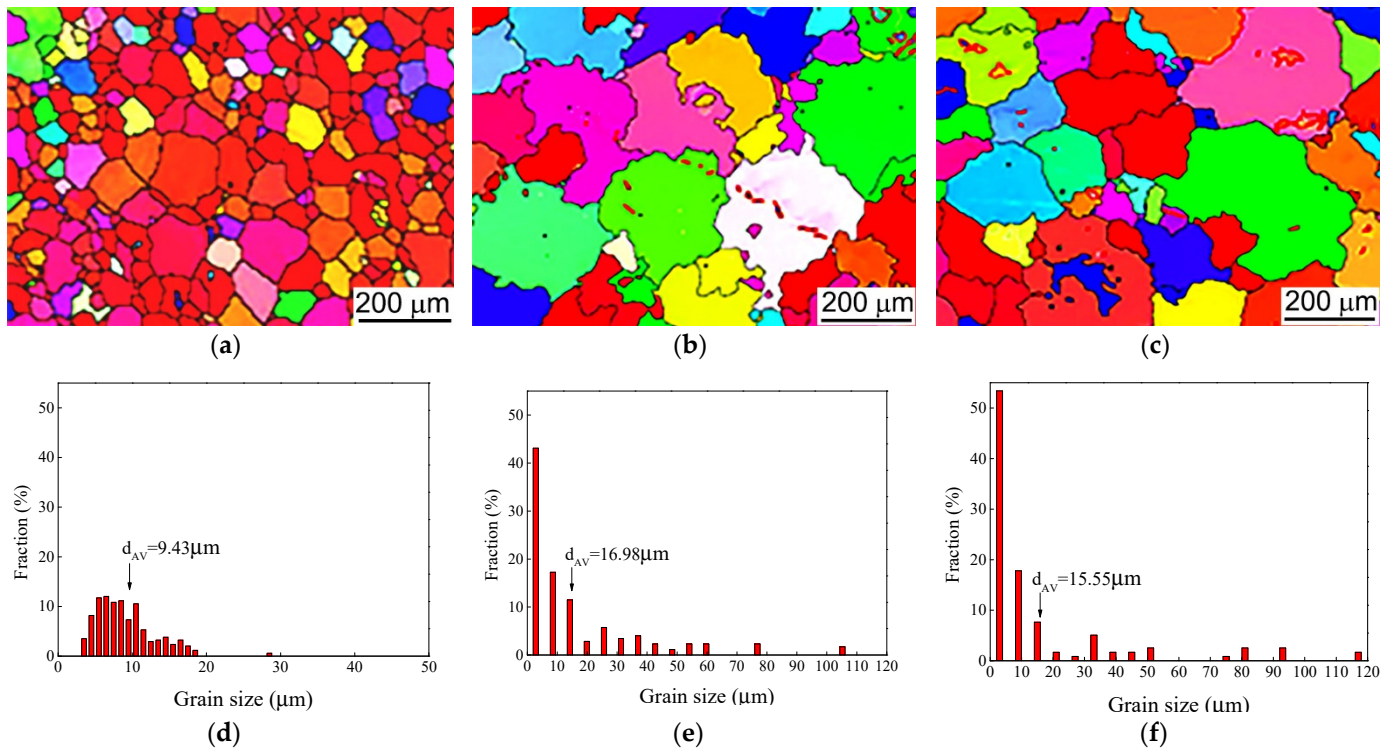 200 μm
200 μm
200 μm
(a)
(b)
(c)
50
40
30
20
10
0
Fraction (%)
d_AV=9.43μm
0 10 20 30 40 50
Grain size (μm)
(d)
50
40
30
20
10
0
Fraction (%)
d_AV=16.98μm
0 10 20 30 40 50 60 70 80 90 100 110 120
Grain size (μm)
(e)
50
40
30
20
10
0
Fraction (%)
d_AV=15.55μm
0 10 20 30 40 50 60 70 80 90 100 110 120
Grain size (μm)
(f)